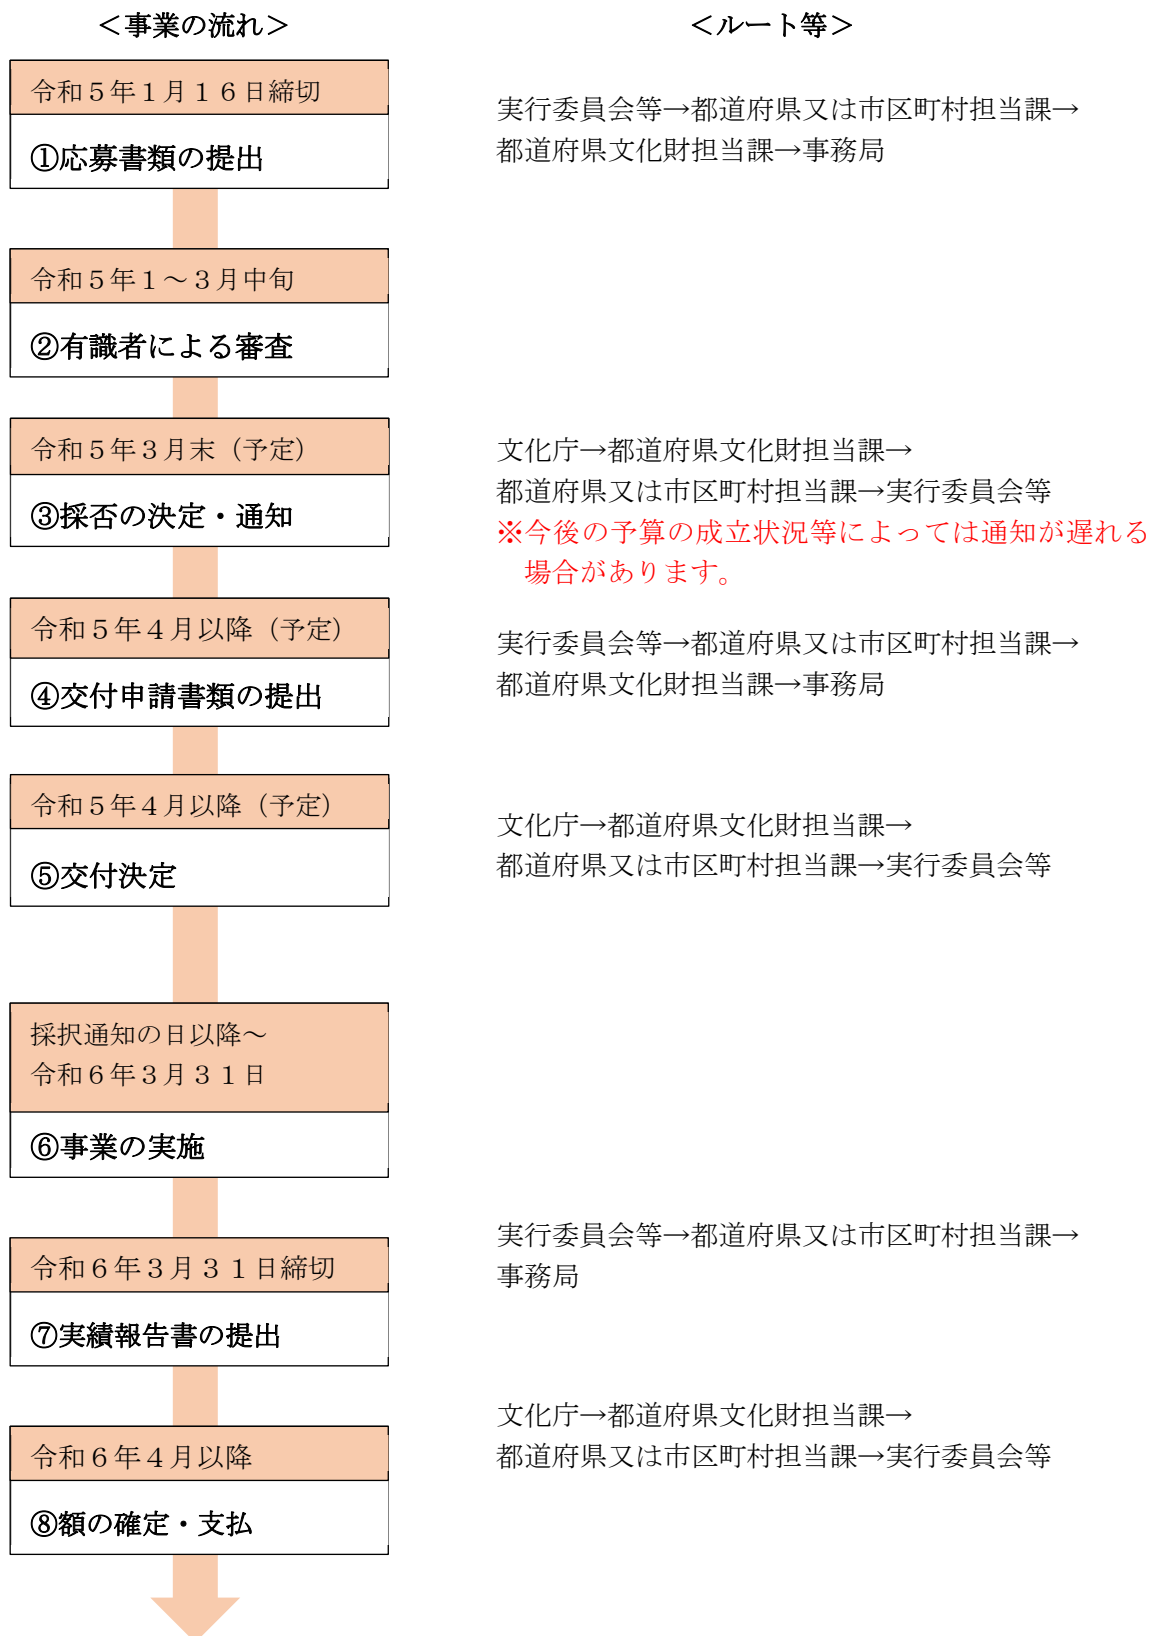 ＜事業の流れ＞
＜ルート等＞
令和５年１月１６日締切
①応募書類の提出
実行委員会等→都道府県又は市区町村担当課→
都道府県文化財担当課→事務局
令和５年１～３月中旬
②有識者による審査
令和５年３月末（予定）
③採否の決定・通知
文化庁→都道府県文化財担当課→
都道府県又は市区町村担当課→実行委員会等
※今後の予算の成立状況等によっては通知が遅れる
場合があります。
令和５年４月以降（予定）
④交付申請書類の提出
実行委員会等→都道府県又は市区町村担当課→
都道府県文化財担当課→事務局
令和５年４月以降（予定）
⑤交付決定
文化庁→都道府県文化財担当課→
都道府県又は市区町村担当課→実行委員会等
採択通知の日以降～
令和６年３月３１日
⑥事業の実施
令和６年３月３１日締切
⑦実績報告書の提出
実行委員会等→都道府県又は市区町村担当課→
事務局
令和６年４月以降
⑧額の確定・支払
文化庁→都道府県文化財担当課→
都道府県又は市区町村担当課→実行委員会等